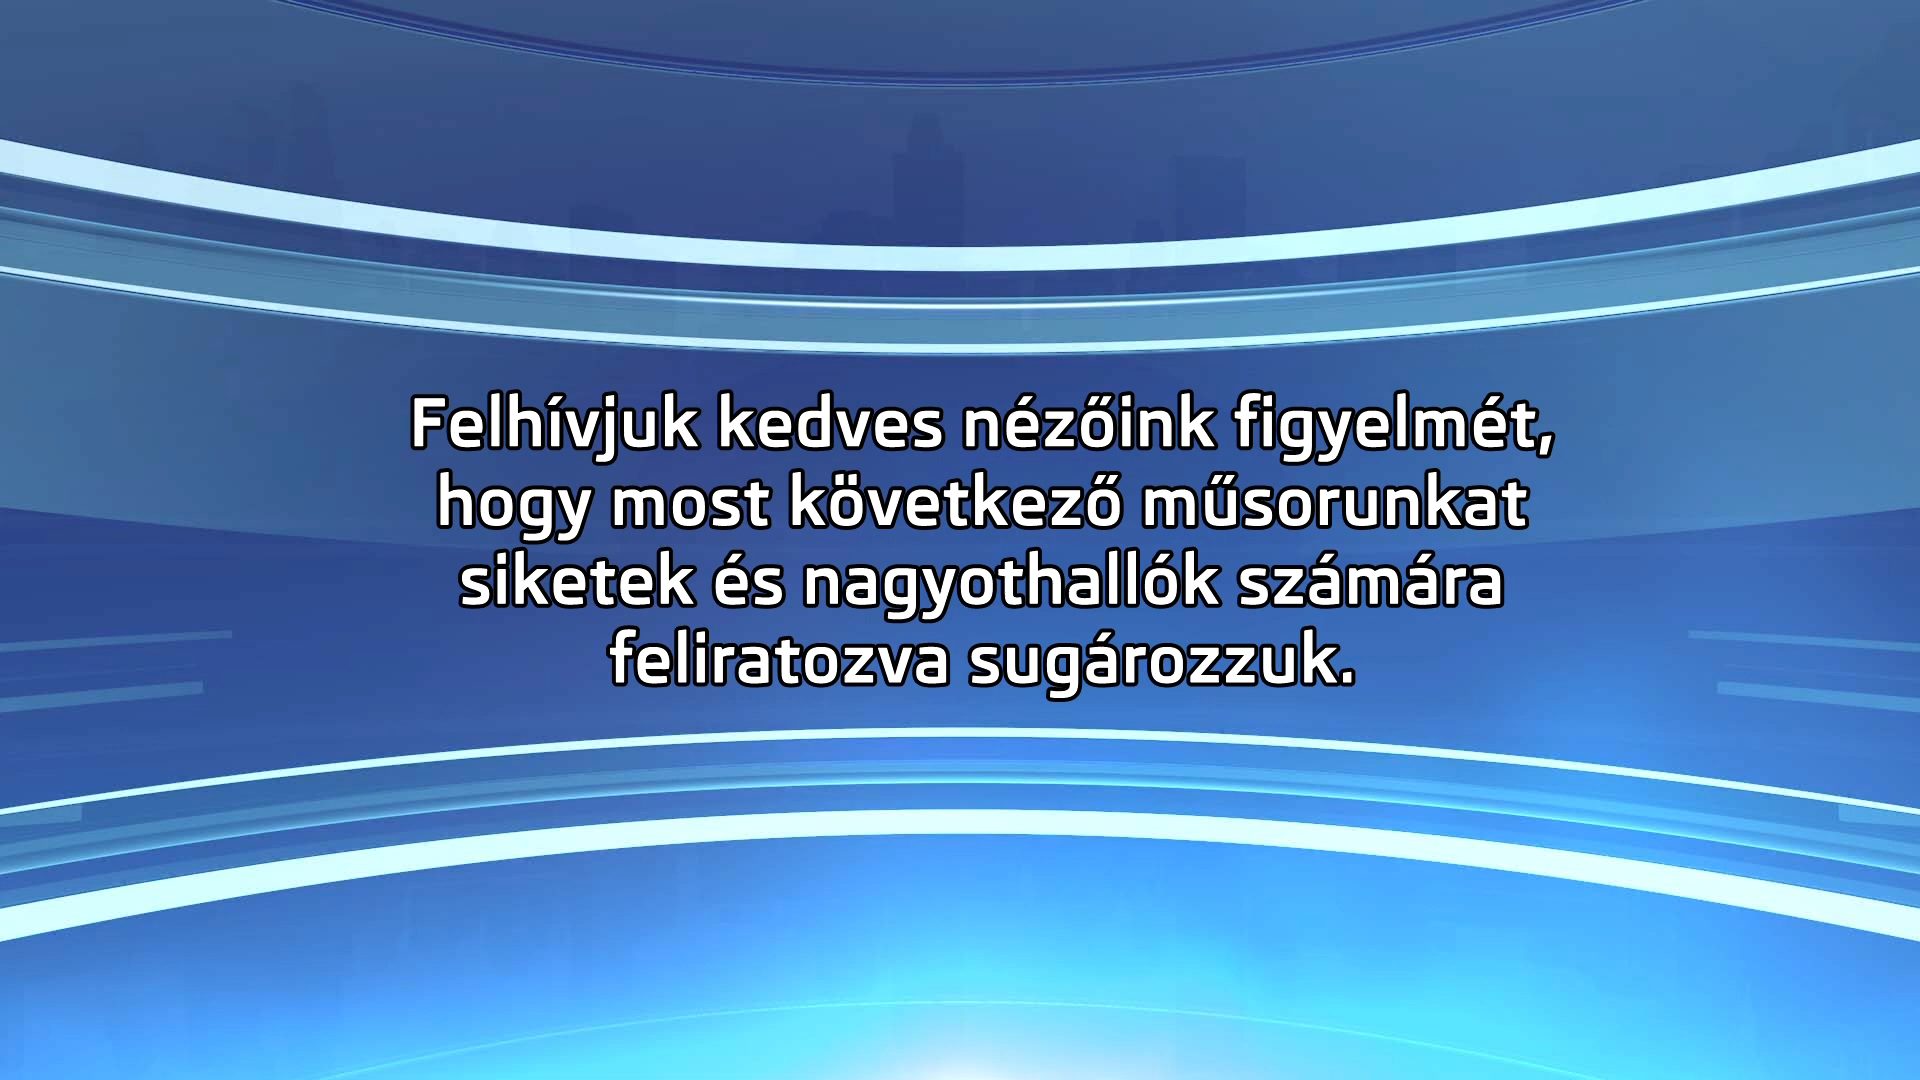 Felhívjuk kedves nézőink figyelmét,
hogy most következő műsorunkat
siketek és nagyothallók számára
feliratozva sugározzuk.